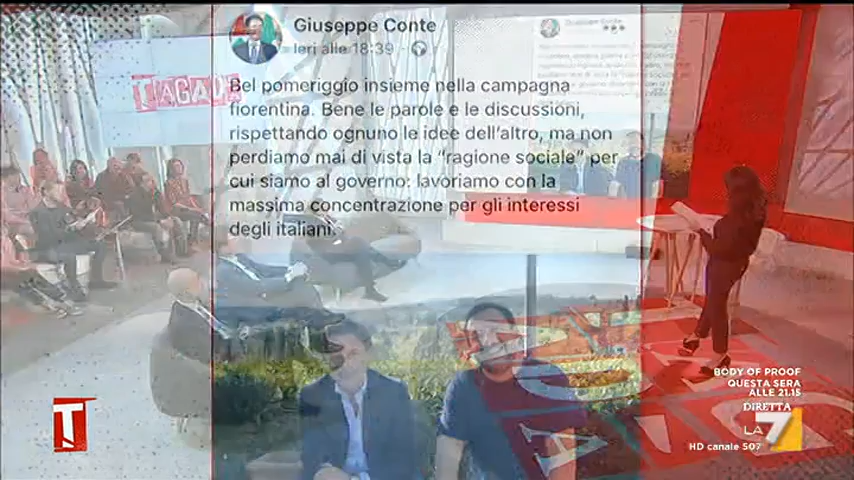 Giuseppe Conte
Ieri alle 18:39 ·
Bel pomeriggio insieme nella campagna
fiorentina. Bene le parole e le discussioni,
rispettando ognuno le idee dell'altro, ma non
perdiamo mai di vista la "ragione sociale" per
cui siamo al governo: lavoriamo con la
massima concentrazione per gli interessi
degli italiani.
TAGADÀ
T
BODY OF PROOF
QUESTA SERA
ALLE 21.15
DIRETTA
LA7
HD canale 507